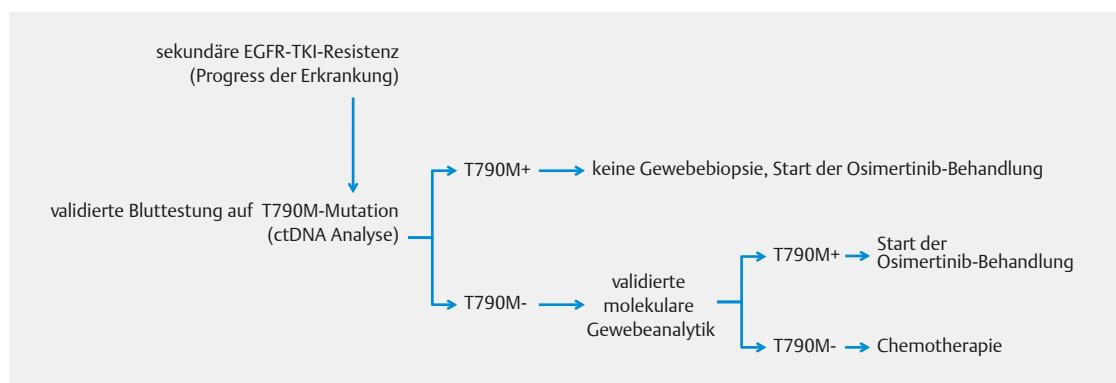 sekundäre EGFR-TKI-Resistenz
(Progress der Erkrankung)
T790M+
keine Gewebebiopsie, Start der Osimertinib-Behandlung
validierte Bluttestung auf T790M-Mutation
(ctDNA Analyse)
T790M-
validierte
molekulare
Gewebeanalytik
T790M+
Start der
Osimertinib-Behandlung
T790M-
Chemotherapie